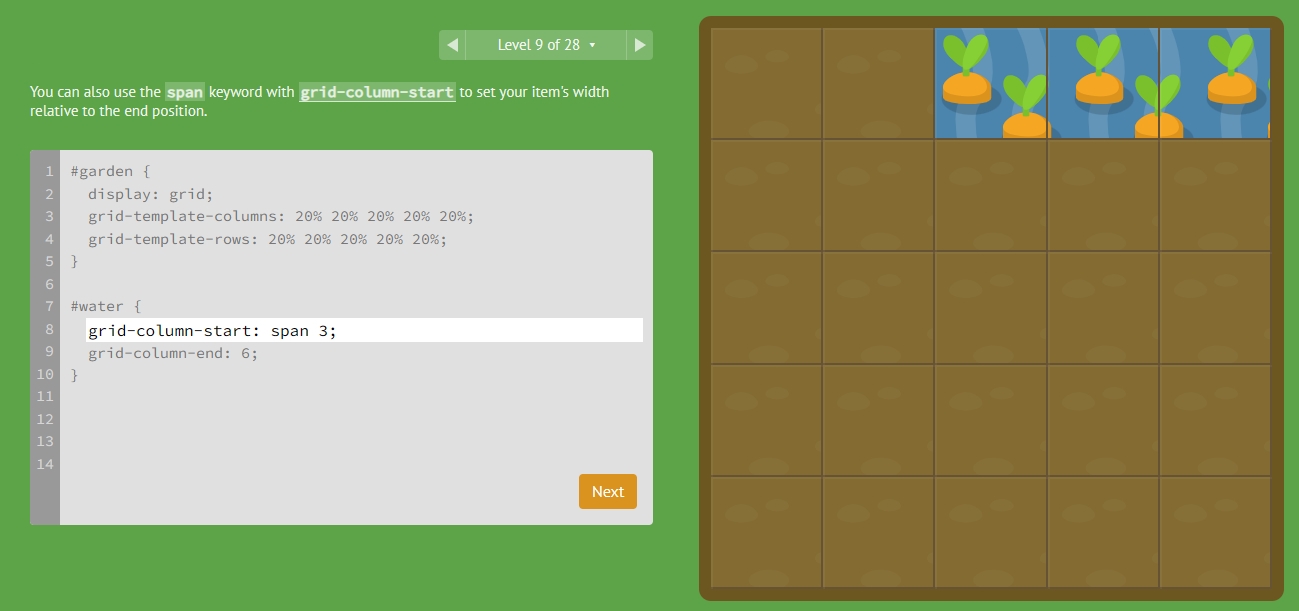 Level 9 of 28
You can also use the span keyword with grid-column-start to set your item's width
relative to the end position.
1 #garden {
2 display: grid;
3 grid-template-columns: 20% 20% 20% 20% 20%;
4 grid-template-rows: 20% 20% 20% 20% 20%;
5 }
6
7 #water {
8 grid-column-start: span 3;
9 grid-column-end: 6;
10 }
11
12
13
14
Next